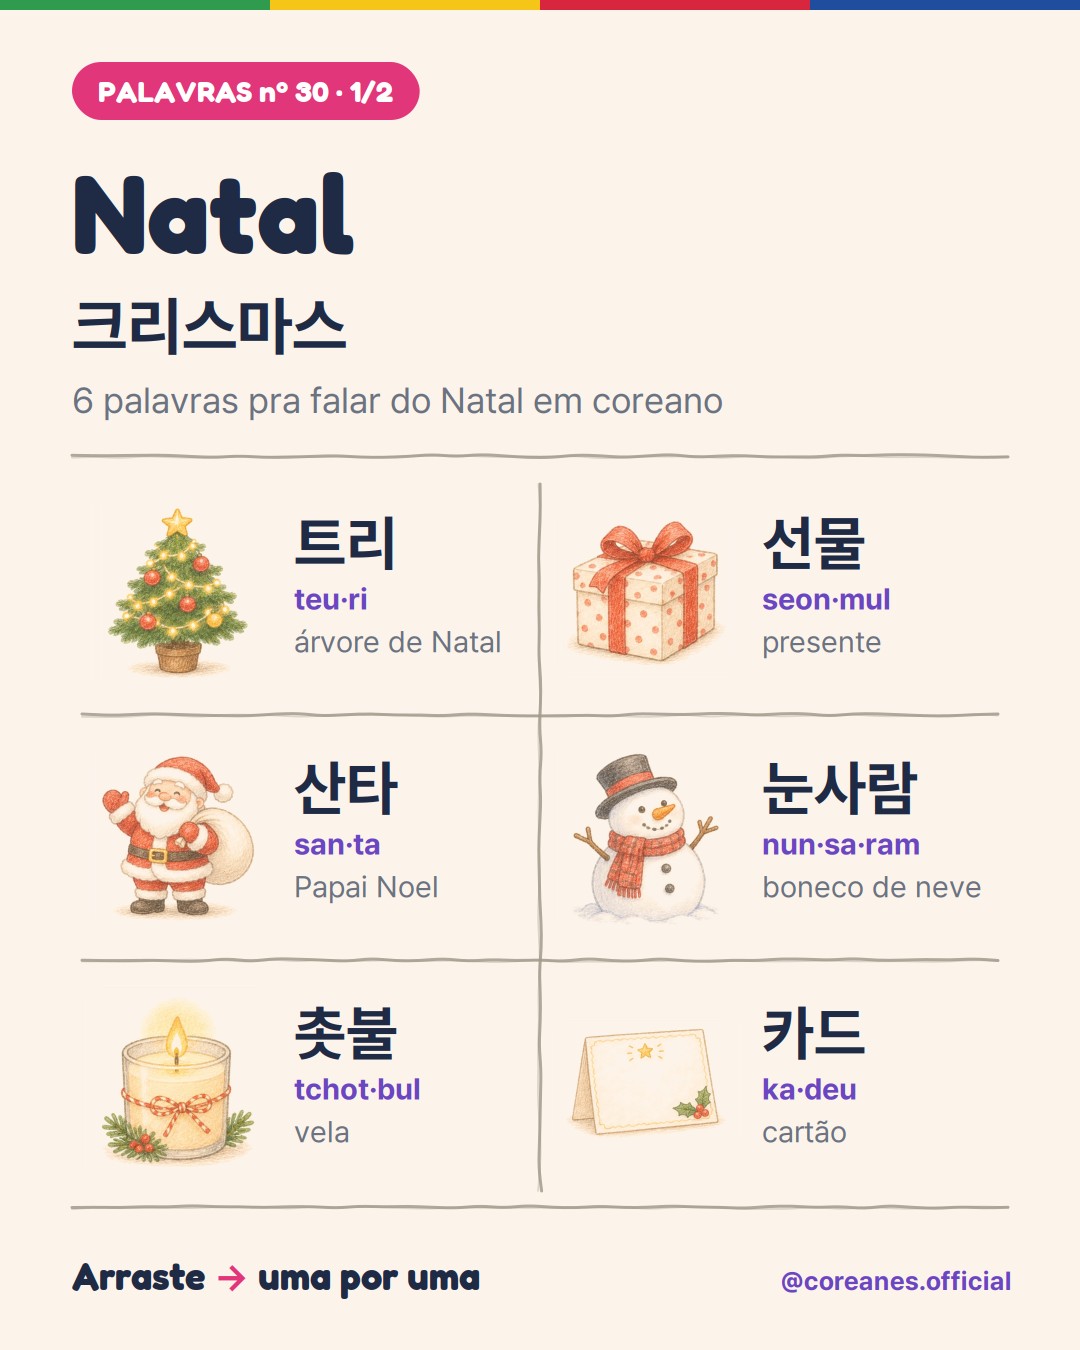 PALAVRAS nº 30 · 1/2
Natal
크리스마스
6 palavras pra falar do Natal em coreano
트리
teu·ri
árvore de Natal
선물
seon·mul
presente
산타
san·ta
Papai Noel
눈사람
nun·sa·ram
boneco de neve
촛불
tchot·bul
vela
카드
ka·deu
cartão
Arraste → uma por uma
@coreanes.official